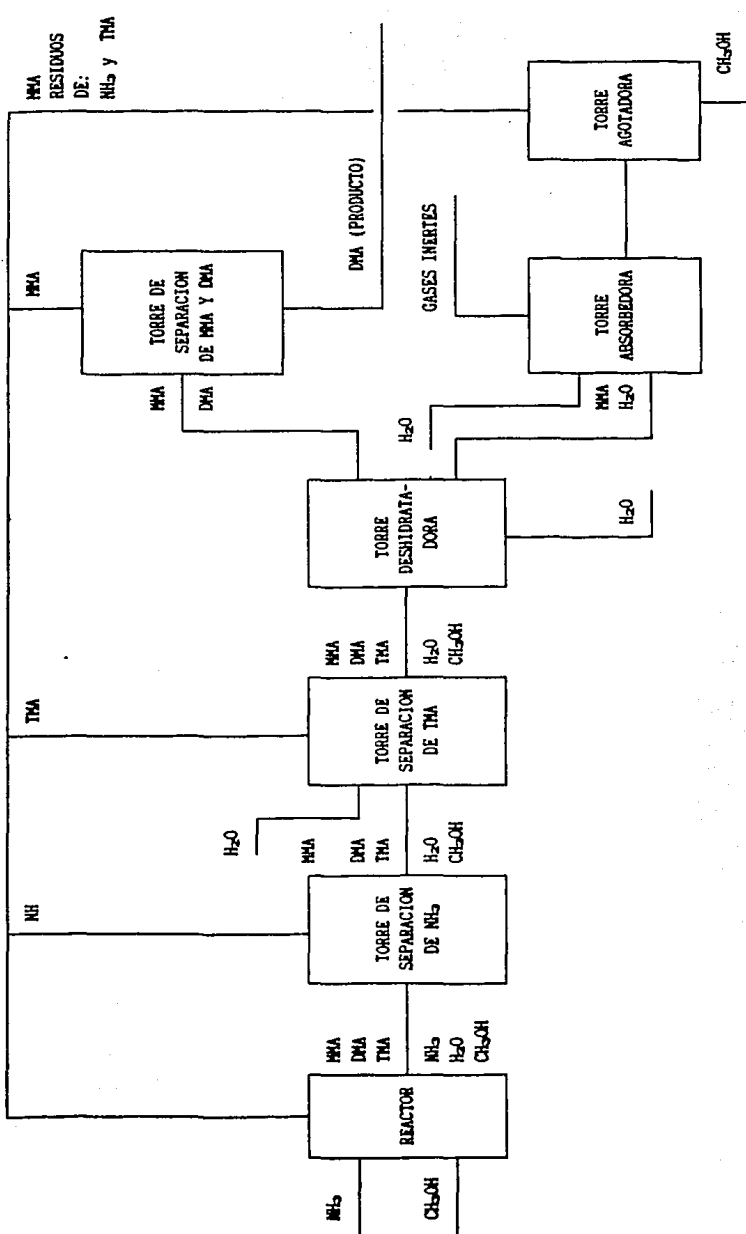 NH₃
CH₃OH
REACTOR
MMA
DMA
TMA
NH₃
H₂O
CH₃OH
NH
TORRE DE
SEPARACION
DE NH₃
H₂O
MMA
DMA
TMA
H₂O
CH₃OH
TMA
TORRE DE
SEPARACION
DE TMA
MMA
DMA
TMA
H₂O
CH₃OH
TORRE
DESHIDRATA-
DORA
H₂O
MMA
DMA
MMA
TORRE DE
SEPARACION
DE MMA Y DMA
DMA (PRODUCTO)
H₂O
MMA
H₂O
TORRE
ABSORBEDORA
GASES INERTES
TORRE
AGOTADORA
CH₃OH
MMA
RESIDUOS
DE:
NH₃ y TMA